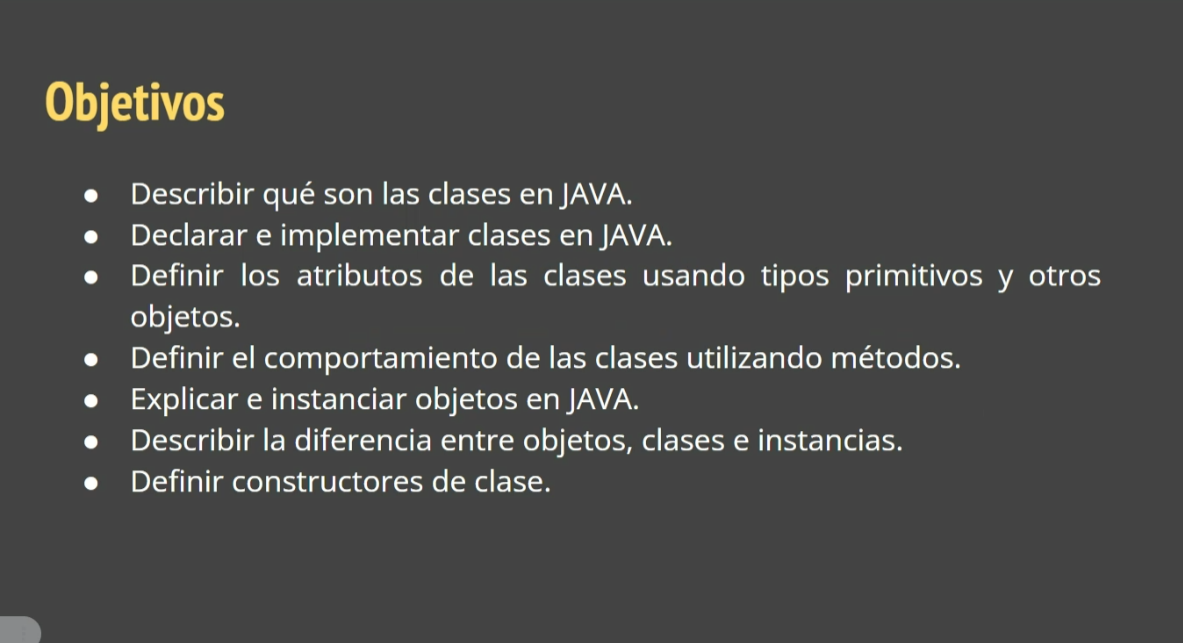 Objetivos
● Describir qué son las clases en JAVA.
● Declarar e implementar clases en JAVA.
● Definir los atributos de las clases usando tipos primitivos y otros
objetos.
● Definir el comportamiento de las clases utilizando métodos.
● Explicar e instanciar objetos en JAVA.
● Describir la diferencia entre objetos, clases e instancias.
● Definir constructores de clase.